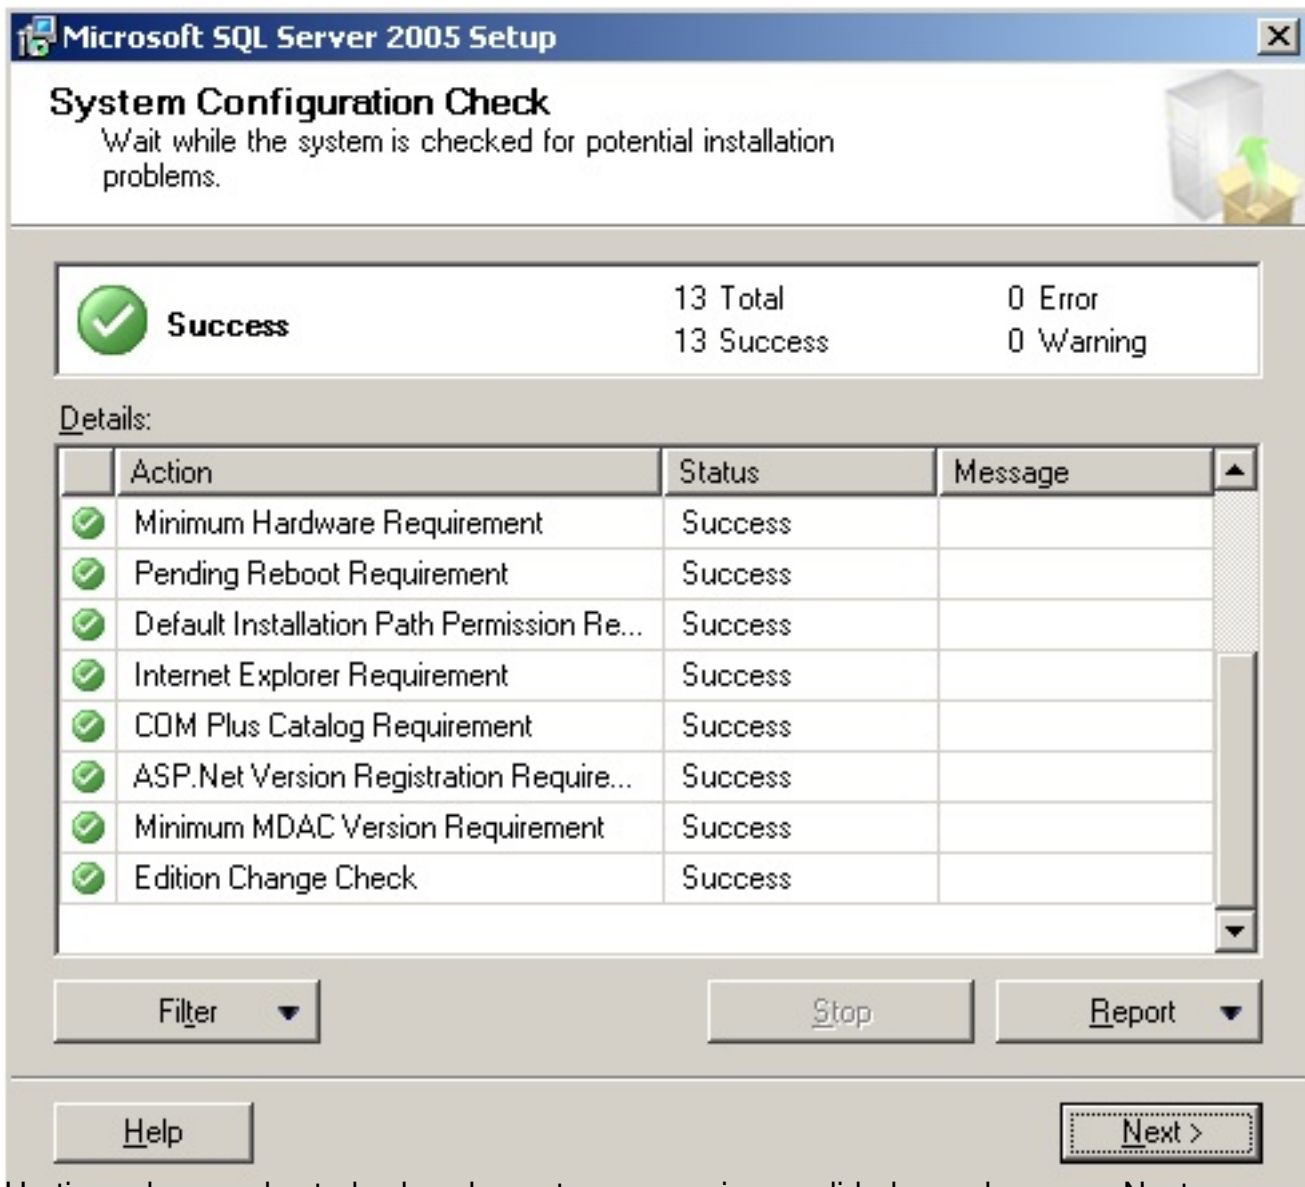 Microsoft SQL Server 2005 Setup
System Configuration Check
Wait while the system is checked for potential installation
problems.
Success
13 Total
0 Error
13 Success
0 Warning
Details:
Action Status Message
Minimum Hardware Requirement Success
Pending Reboot Requirement Success
Default Installation Path Permission Re... Success
Internet Explorer Requirement Success
COM Plus Catalog Requirement Success
ASP.Net Version Registration Require... Success
Minimum MDAC Version Requirement Success
Edition Change Check Success
Filter
Stop
Report
Help
Next >